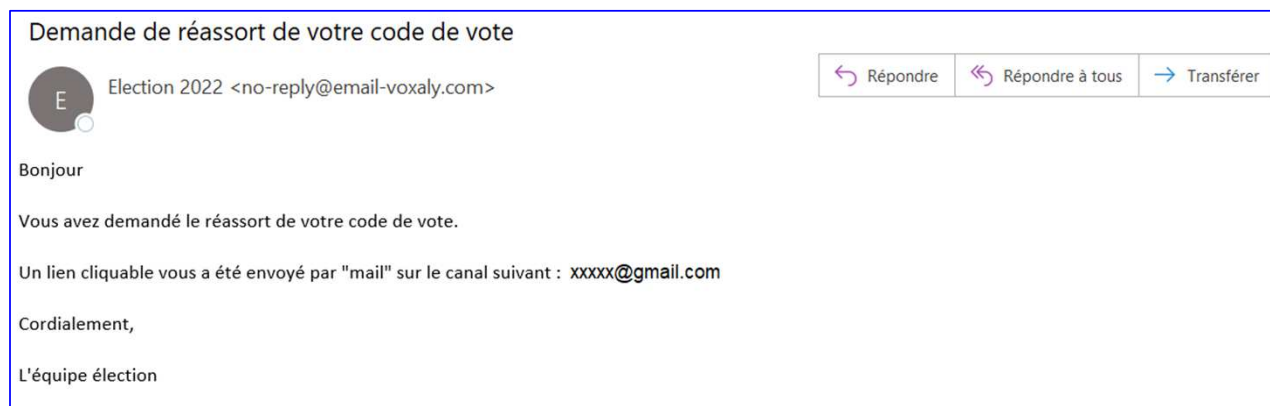 Demande de réassort de votre code de vote
E
Election 2022 <no-reply@email-voxaly.com>
Répondre
Répondre à tous
Transférer
Bonjour
Vous avez demandé le réassort de votre code de vote.
Un lien cliquable vous a été envoyé par "mail" sur le canal suivant : xxxxx@gmail.com
Cordialement,
L'équipe élection